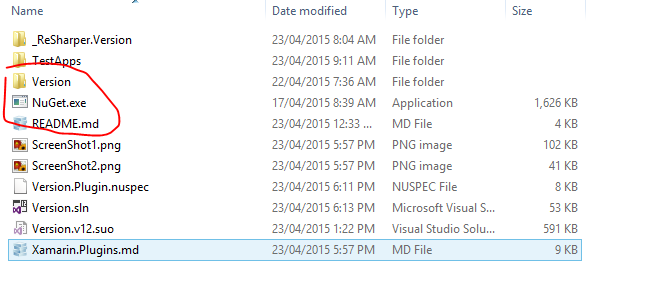 Name Date modified Type Size
_ReSharper.Version 23/04/2015 8:04 AM File folder
TestApps 23/04/2015 9:11 AM File folder
Version 22/04/2015 7:36 AM File folder
NuGet.exe 17/04/2015 8:39 AM Application 1,626 KB
README.md 23/04/2015 12:33 ... MD File 4 KB
ScreenShot1.png 23/04/2015 5:57 PM PNG image 102 KB
ScreenShot2.png 23/04/2015 5:57 PM PNG image 41 KB
Version.Plugin.nuspec 23/04/2015 6:11 PM NUSPEC File 8 KB
Version.sln 23/04/2015 6:13 PM Microsoft Visual S... 53 KB
Version.v12.suo 23/04/2015 1:22 PM Visual Studio Solu... 591 KB
Xamarin.Plugins.md 23/04/2015 5:57 PM MD File 9 KB